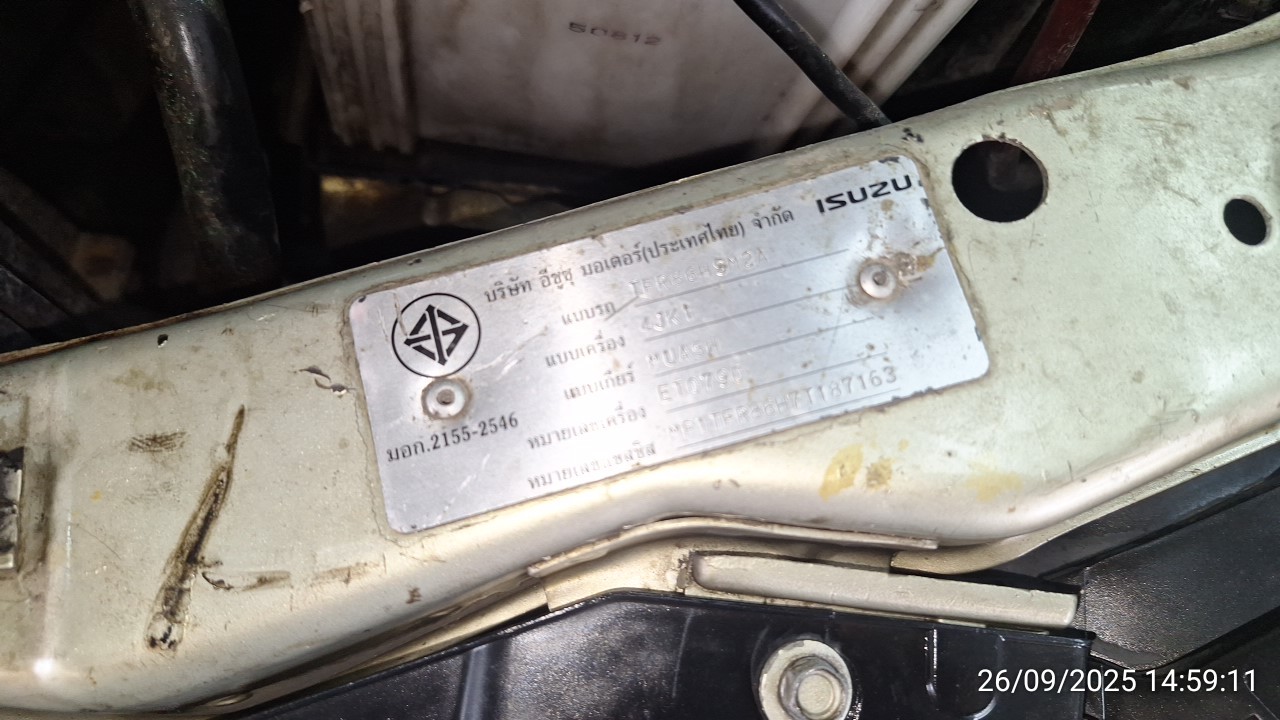 50812
ISUZU
บริษัท อีซูซุ มอเตอร์(ประเทศไทย) จำกัด
แบบรถ
แบบเครื่อง 4JK1
แบบเกียร์
หมายเลขเครื่อง
หมายเลขแชสซิส
มอก.2155-2546
26/09/2025 14:59:11